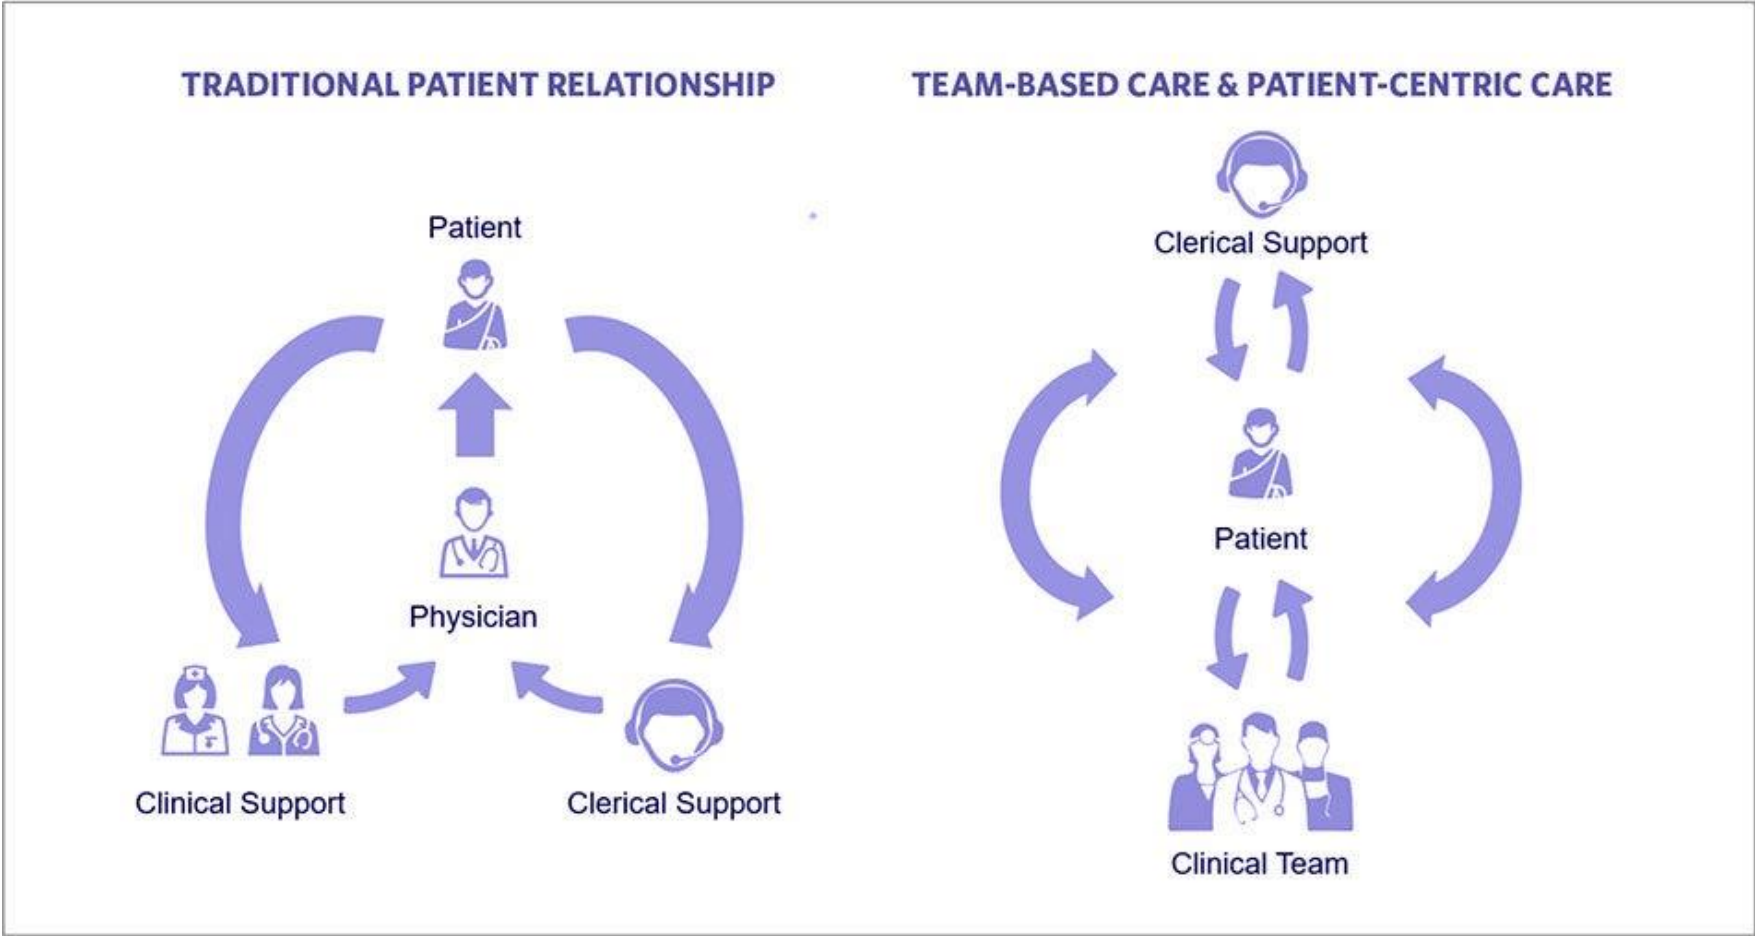 TRADITIONAL PATIENT RELATIONSHIP
Patient
Physician
Clinical Support
Clerical Support
TEAM-BASED CARE & PATIENT-CENTRIC CARE
Clerical Support
Patient
Clinical Team